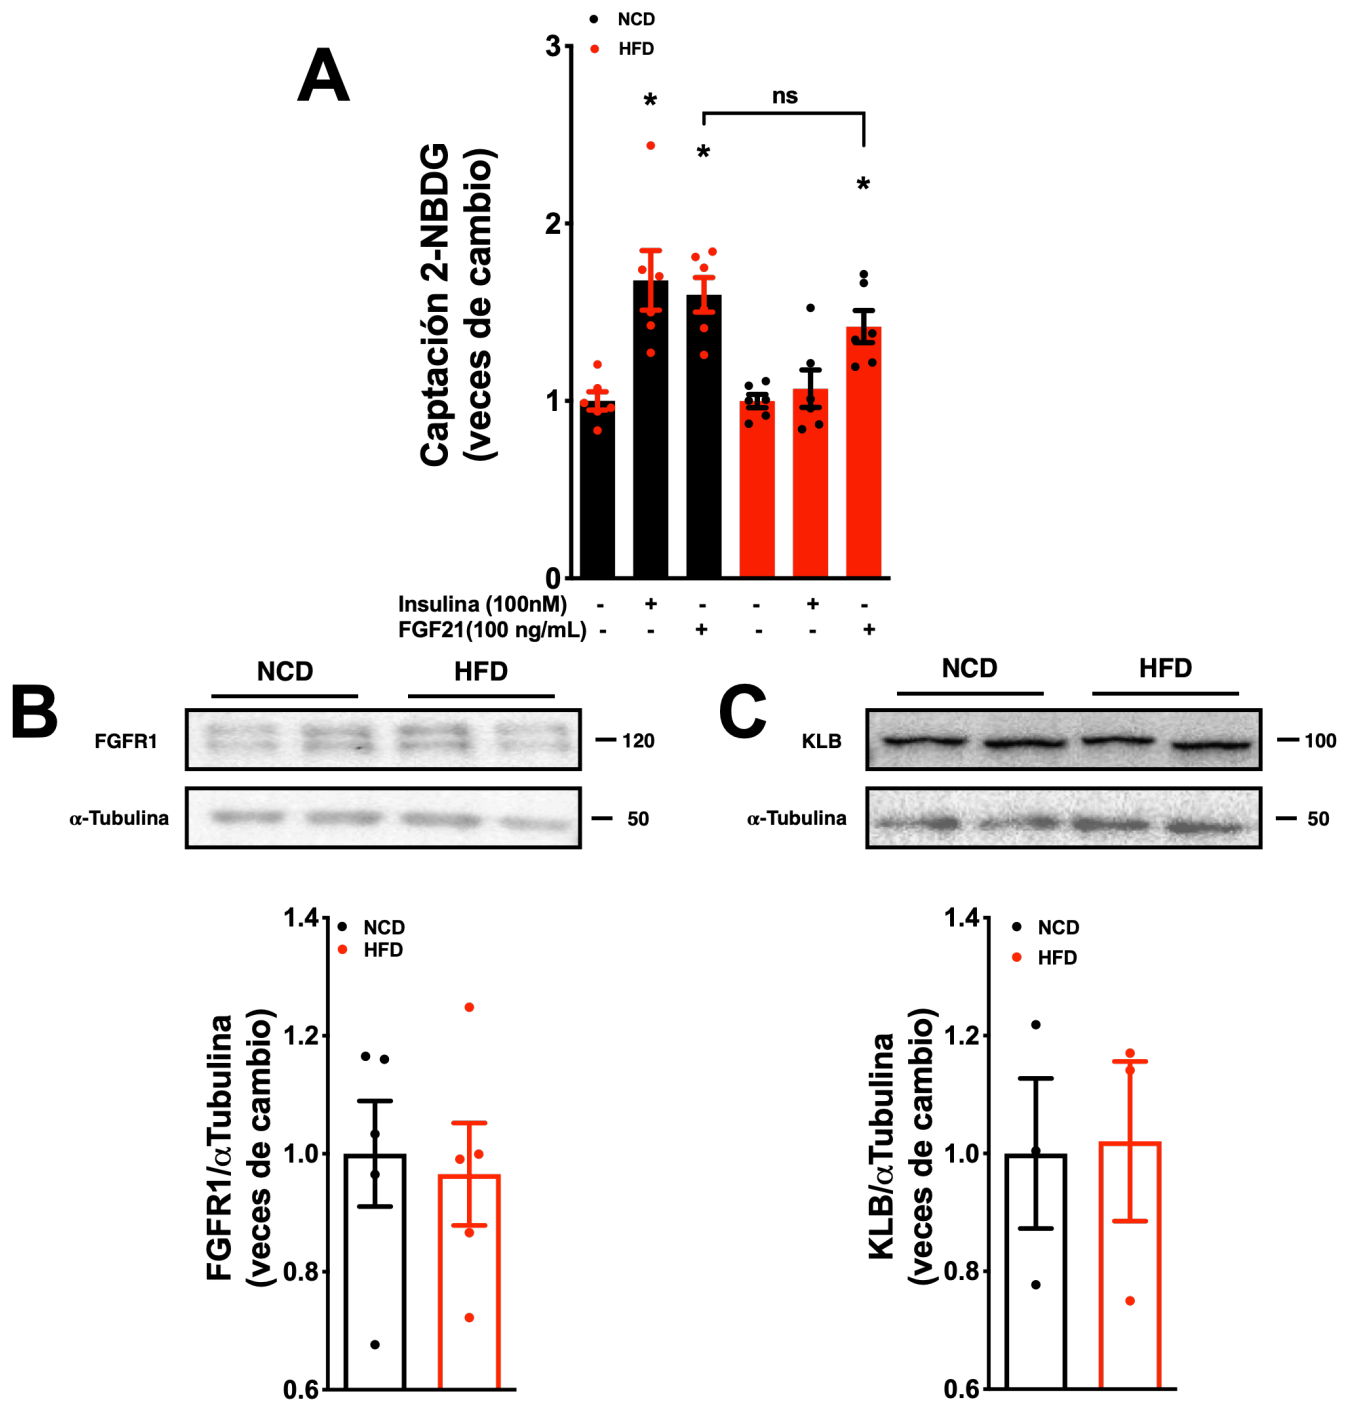 A
NCD
HFD
Captación 2-NBDG
(veces de cambio)
3
2
1
0
*
*
ns
*
Insulina (100nM) - + - - + -
FGF21(100 ng/mL) - - + - - +
B
NCD HFD
FGFR1
120
α-Tubulina
50
NCD
HFD
FGFR1/αTubulina
(veces de cambio)
1.4
1.2
1.0
0.8
0.6
C
NCD HFD
KLB
100
α-Tubulina
50
NCD
HFD
KLB/αTubulina
(veces de cambio)
1.4
1.2
1.0
0.8
0.6